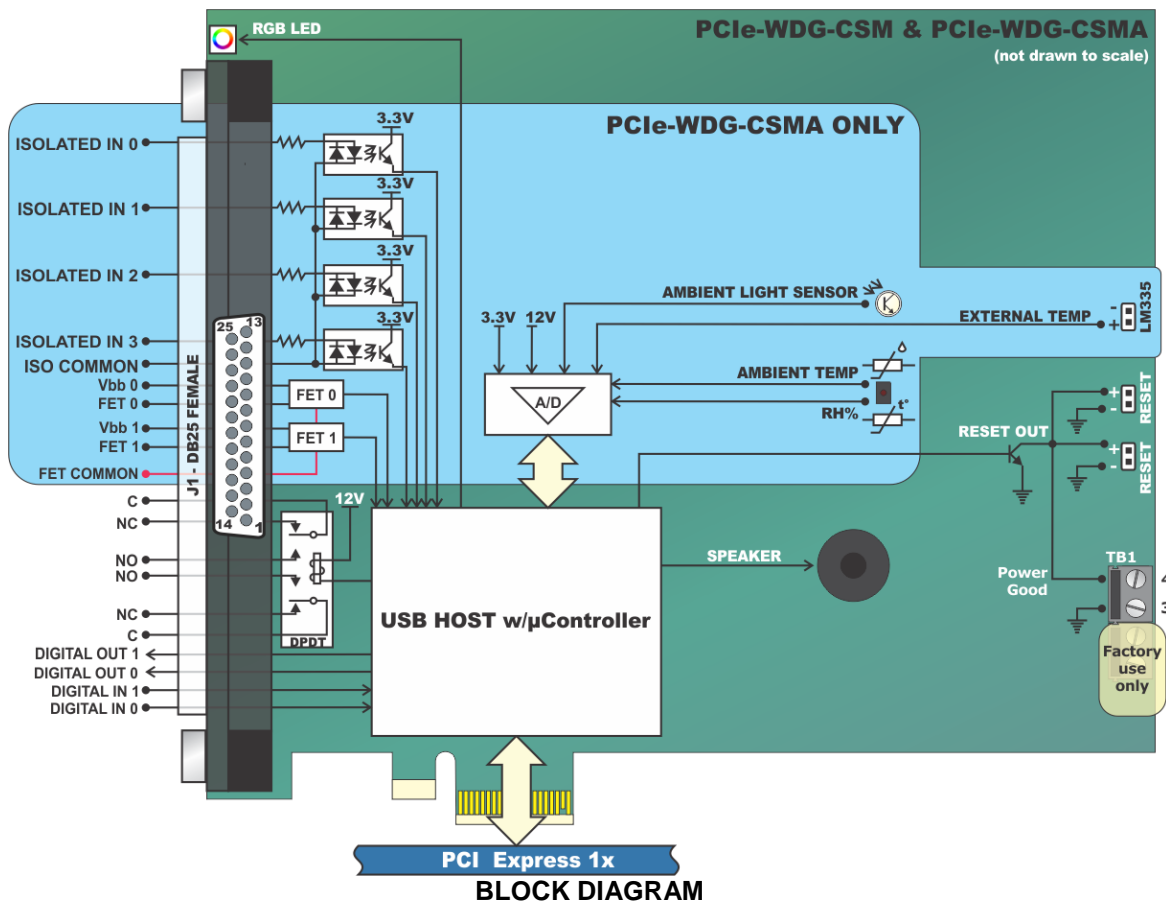 RGB LED
PCIe-WDG-CSM & PCIe-WDG-CSMA
(not drawn to scale)
PCIe-WDG-CSMA ONLY
3.3V
ISOLATED IN 0
3.3V
ISOLATED IN 1
3.3V
ISOLATED IN 2
3.3V
ISOLATED IN 3
ISO COMMON
Vbb 0
FET 0
Vbb 1
FET 1
FET COMMON
C
NC
NO
NO
NC
C
DIGITAL OUT 1
DIGITAL OUT 0
DIGITAL IN 1
DIGITAL IN 0
J1 - DB25 FEMALE
25
13
14
1
FET 0
FET 1
12V
DPDT
AMBIENT LIGHT SENSOR
3.3V
12V
EXTERNAL TEMP
-
+
LM335
A/D
AMBIENT TEMP
RH%
t°
RESET OUT
+
-
RESET
+
-
RESET
USB HOST w/µController
SPEAKER
Power
Good
TB1
4
3
Factory
use
only
PCI Express 1x
BLOCK DIAGRAM